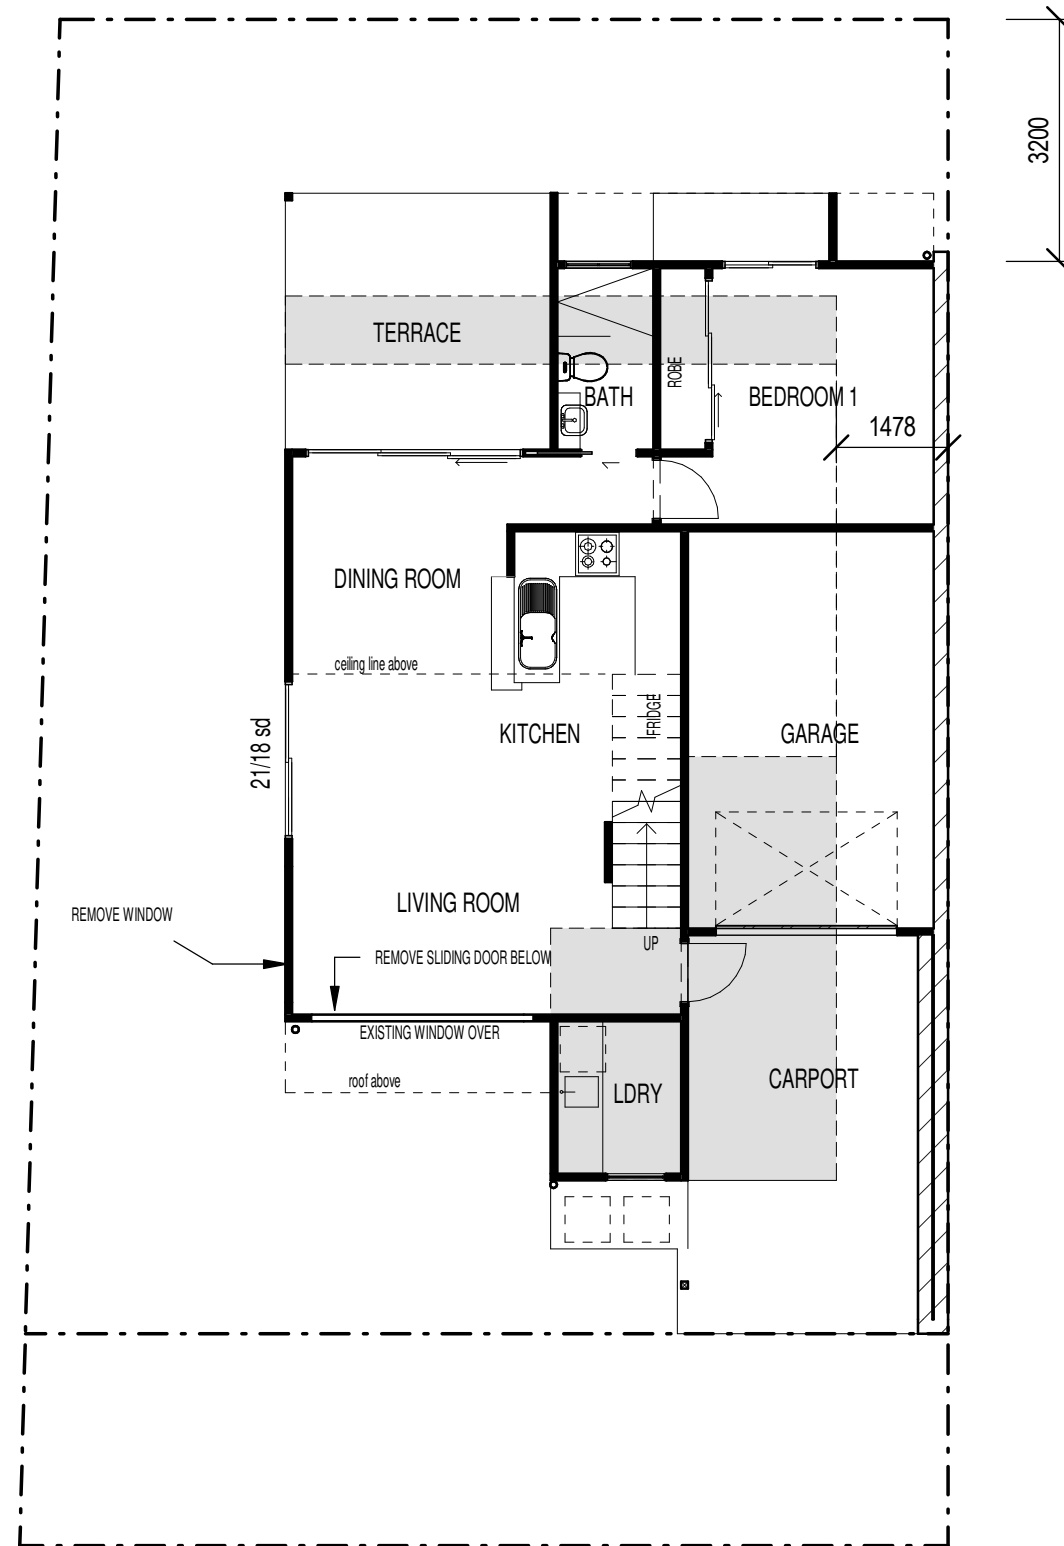 3200
TERRACE
ROBE
BATH
BEDROOM 1
1478
DINING ROOM
ceiling line above
21/18 sd
KITCHEN
FRIDGE
GARAGE
LIVING ROOM
REMOVE WINDOW
UP
REMOVE SLIDING DOOR BELOW
EXISTING WINDOW OVER
roof above
LDRY
CARPORT